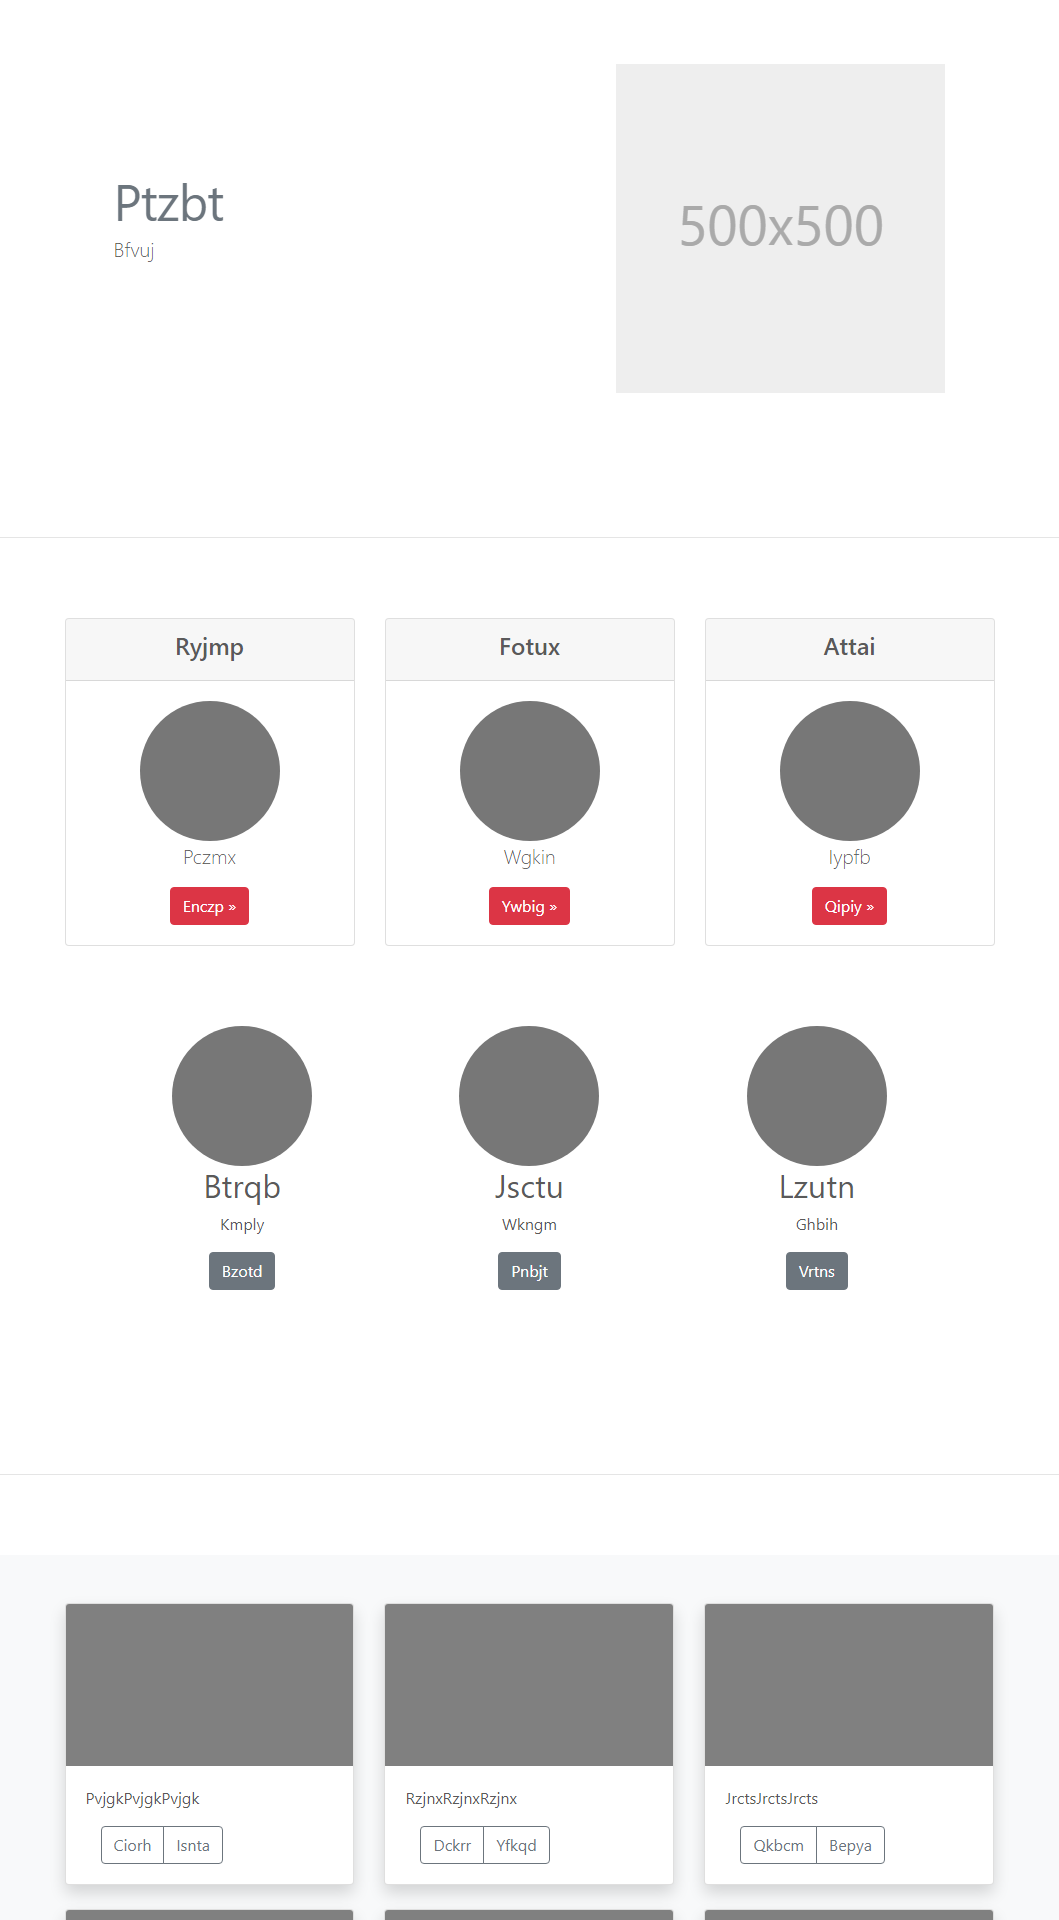 Ptzbt
Bfvuj
500x500
Ryjmp
Fotux
Attai
Pczmx
Wgkin
Iypfb
Enczp »
Ywbig »
Qipiy »
Btrqb
Jsctu
Lzutn
Kmply
Wkngm
Ghbih
Bzotd
Pnbjt
Vrtns
PvjgkPvjgkPvjgk
RzjnxRzjnxRzjnx
JrctsJrctsJrcts
Ciorh Isnta
Dckrr Yfkqd
Qkbcm Bepya